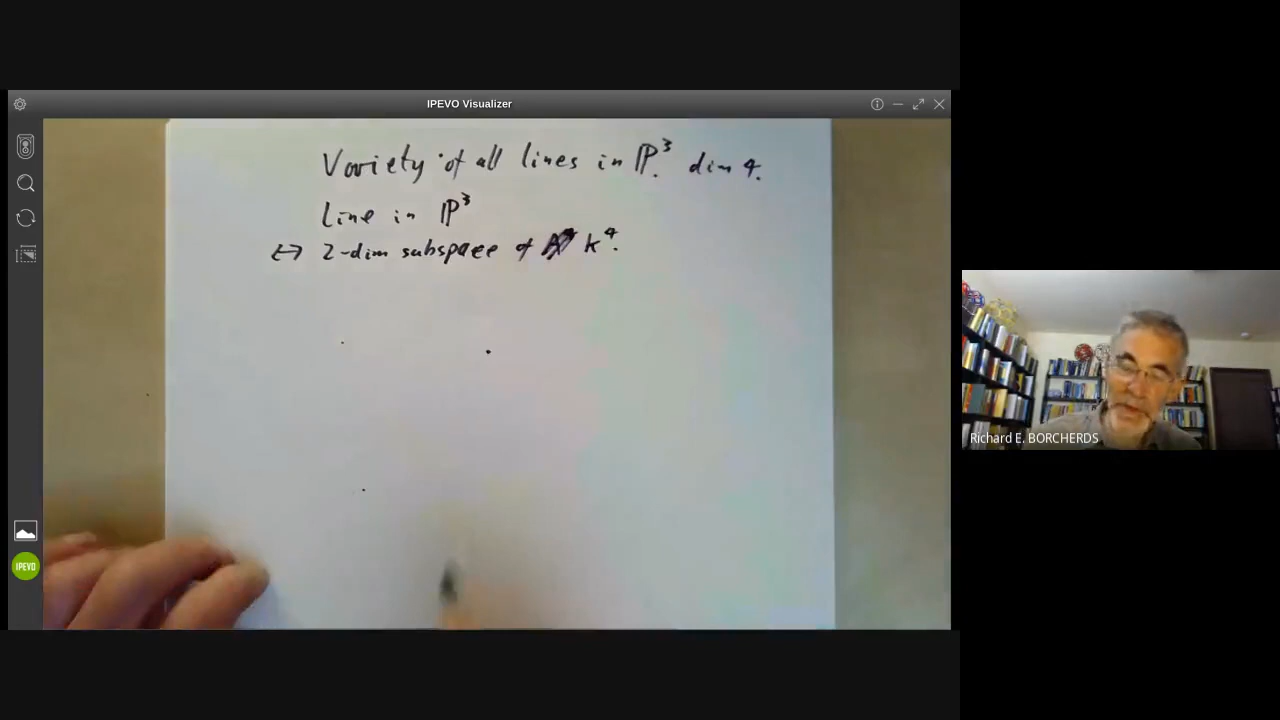 IPEVO Visualizer
Variety of all lines in ℙ³. dim 4.
Line in ℙ³
↔ 2-dim subspace of k⁴.
IPEVO
Richard E. BORCHERDS